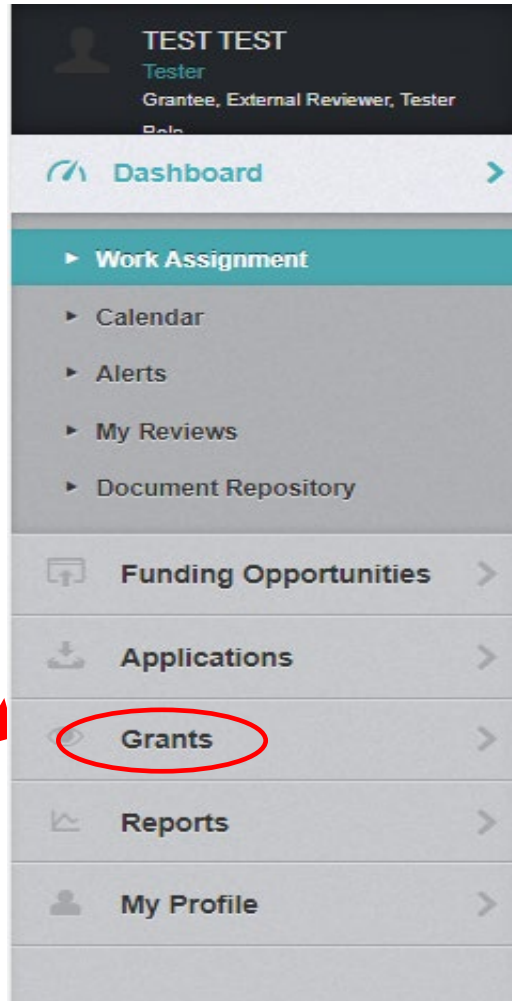 TEST TEST
Tester
Grantee, External Reviewer, Tester
Dashboard
Work Assignment
Calendar
Alerts
My Reviews
Document Repository
Funding Opportunities
Applications
Grants
Reports
My Profile